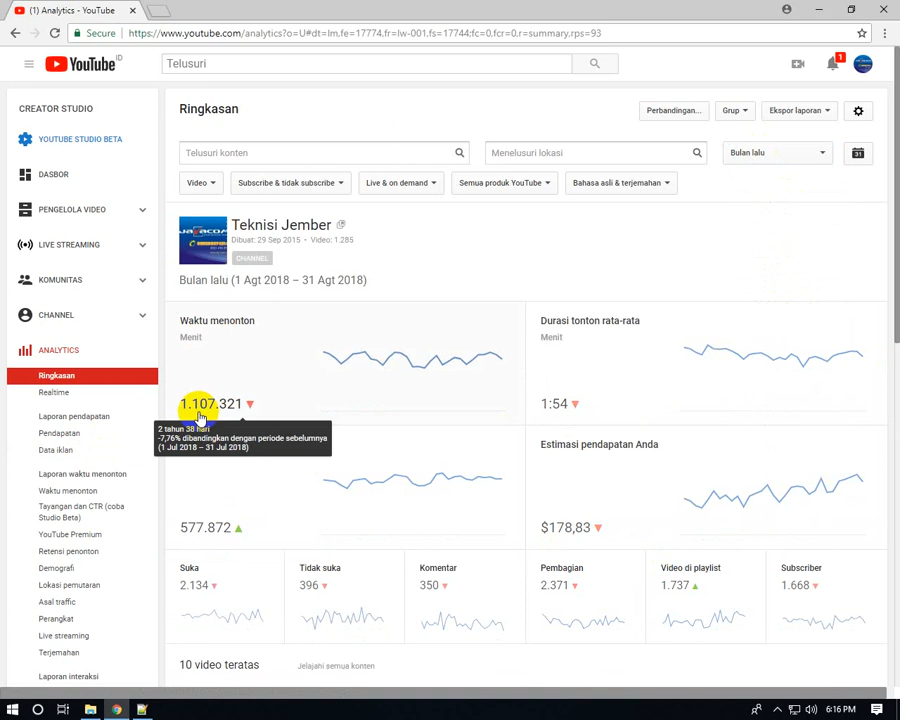 (1) Analytics - YouTube
Secure https://www.youtube.com/analytics?o=U#dt=lm,fe=17774,fr=lw-001,fs=17744;fc=0,fcr=0,r=summary,rps=93
YouTube ID
Telusuri
1
CREATOR STUDIO
YOUTUBE STUDIO BETA
DASBOR
PENGELOLA VIDEO
LIVE STREAMING
KOMUNITAS
CHANNEL
ANALYTICS
Ringkasan
Realtime
Laporan pendapatan
Pendapatan
Data iklan
Laporan waktu menonton
Waktu menonton
Tayangan dan CTR (coba
Studio Beta)
YouTube Premium
Retensi penonton
Demografi
Lokasi pemutaran
Asal traffic
Perangkat
Live streaming
Terjemahan
Laporan interaksi
Ringkasan
Perbandingan...
Grup
Ekspor laporan
Telusuri konten
Menelusuri lokasi
Bulan lalu
31
Video
Subscribe & tidak subscribe
Live & on demand
Semua produk YouTube
Bahasa asli & terjemahan
Teknisi Jember
Dibuat: 29 Sep 2015 • Video: 1.285
CHANNEL
Bulan lalu (1 Agt 2018 – 31 Agt 2018)
Waktu menonton
Menit
1.107.321
2 tahun 38 hari
-7,76% dibandingkan dengan periode sebelumnya
(1 Jul 2018 – 31 Jul 2018)
Durasi tonton rata-rata
Menit
1:54
577.872
Estimasi pendapatan Anda
$178,83
Suka
2.134
Tidak suka
396
Komentar
350
Pembagian
2.371
Video di playlist
1.737
Subscriber
1.668
10 video teratas
Jelajahi semua konten
6:16 PM